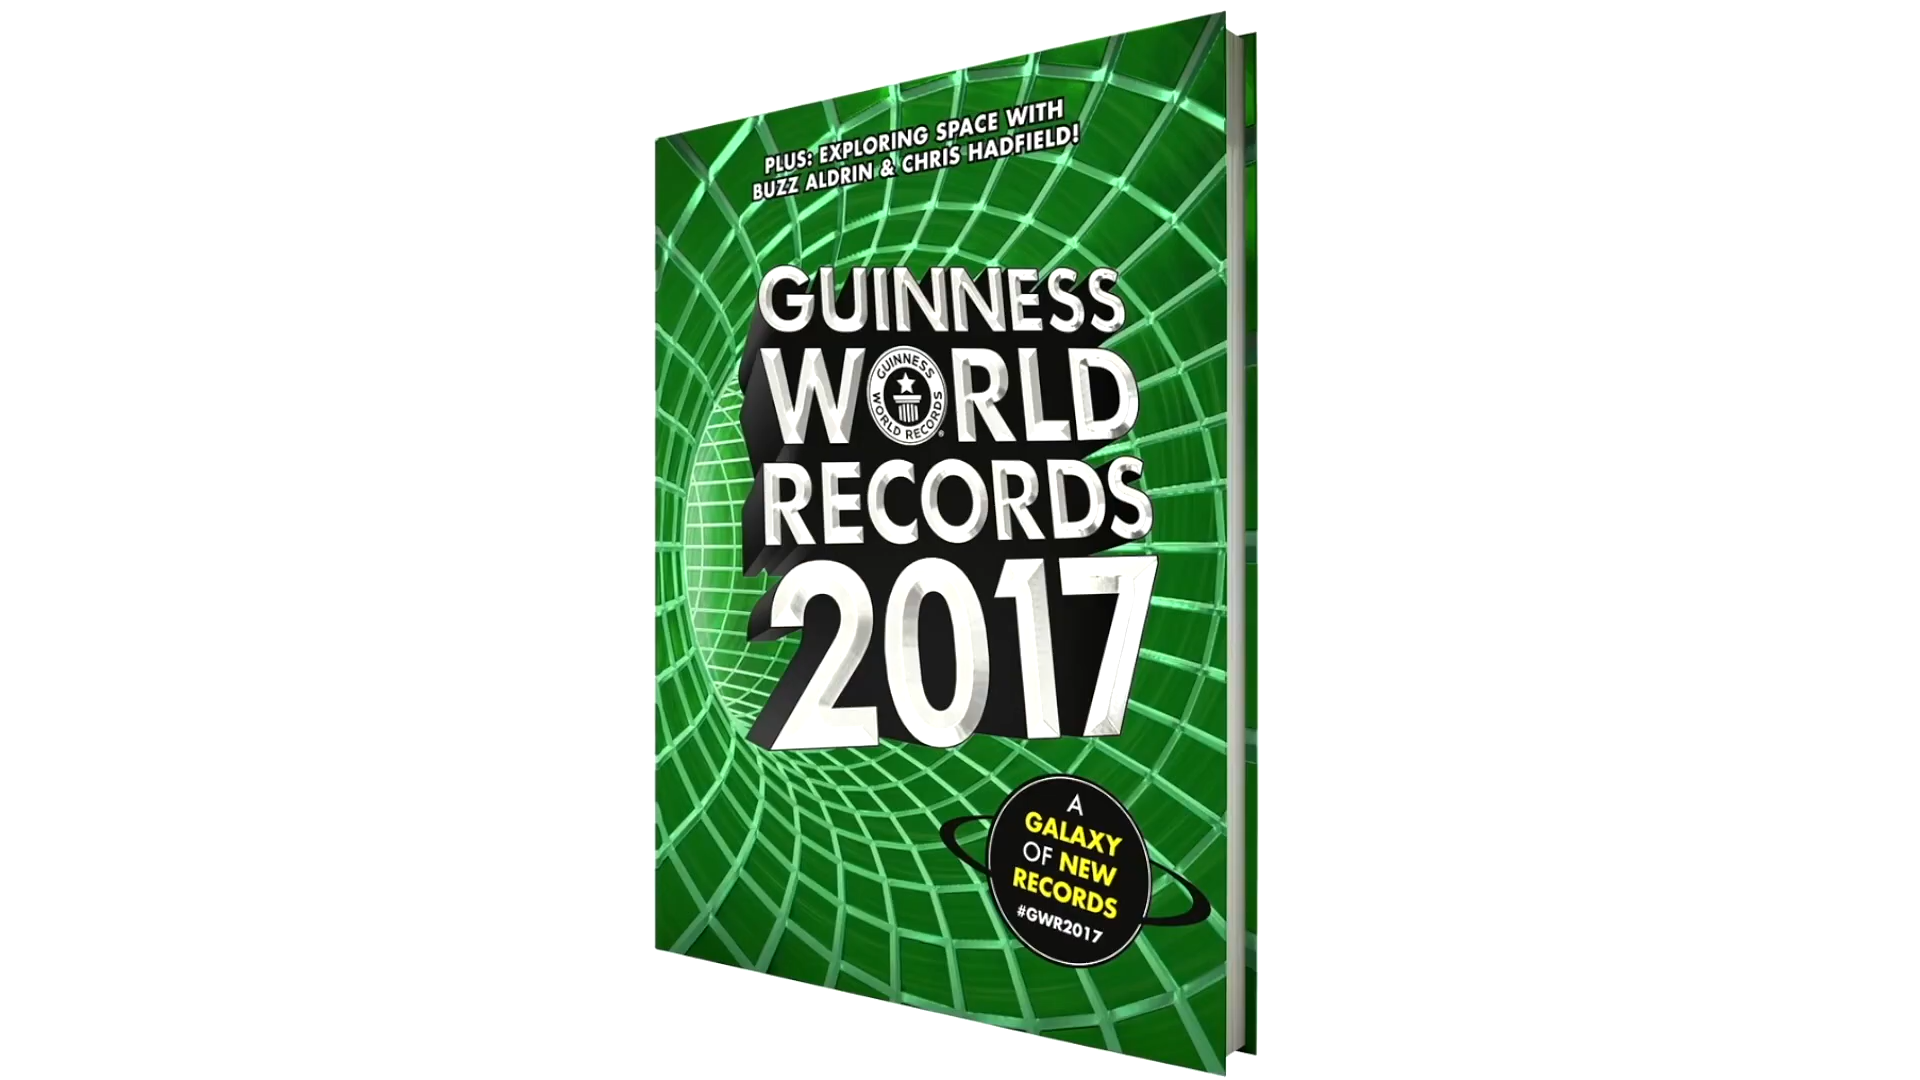 PLUS: EXPLORING SPACE WITH
BUZZ ALDRIN & CHRIS HADFIELD!
GUINNESS
WORLD
GUINNESS
WORLD RECORDS
®
RECORDS
2017
A
GALAXY
OF NEW
RECORDS
#GWR2017